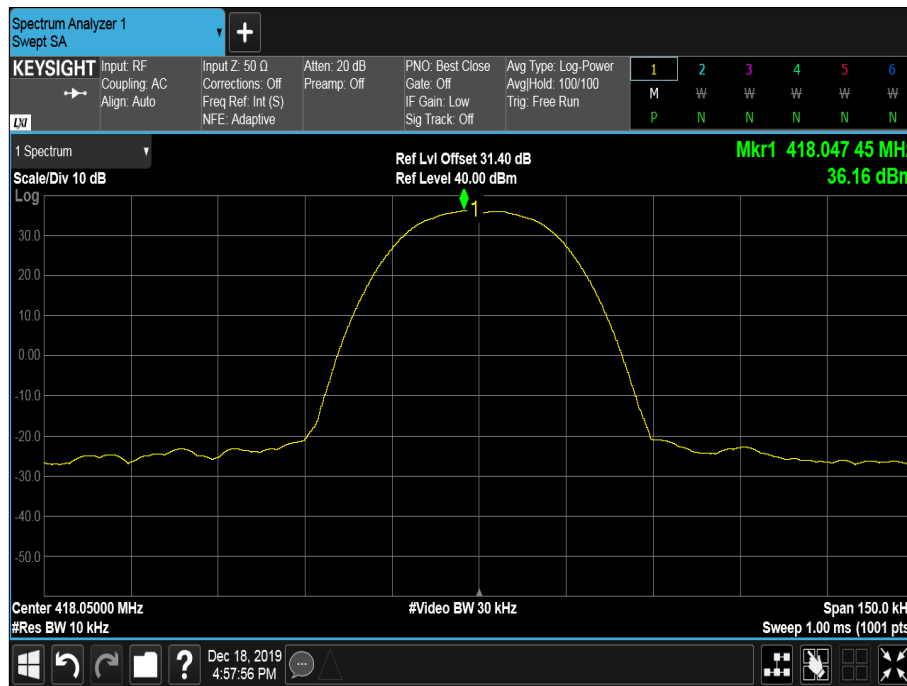 Spectrum Analyzer 1
Swept SA
+
KEYSIGHT
LXI
Input: RF
Coupling: AC
Align: Auto
Input Z: 50 Ω
Corrections: Off
Freq Ref: Int (S)
NFE: Adaptive
Atten: 20 dB
Preamp: Off
PNO: Best Close
Gate: Off
IF Gain: Low
Sig Track: Off
Avg Type: Log-Power
Avg|Hold: 100/100
Trig: Free Run
1 2 3 4 5 6
M W W W W W
P N N N N N
1 Spectrum
Scale/Div 10 dB
Log
Ref Lvl Offset 31.40 dB
Ref Level 40.00 dBm
Mkr1 418.047 45 MHz
36.16 dBm
1
30.0
20.0
10.0
0.00
-10.0
-20.0
-30.0
-40.0
-50.0
Center 418.05000 MHz
#Res BW 10 kHz
#Video BW 30 kHz
Span 150.0 kH
Sweep 1.00 ms (1001 pts
?
Dec 18, 2019
4:57:56 PM